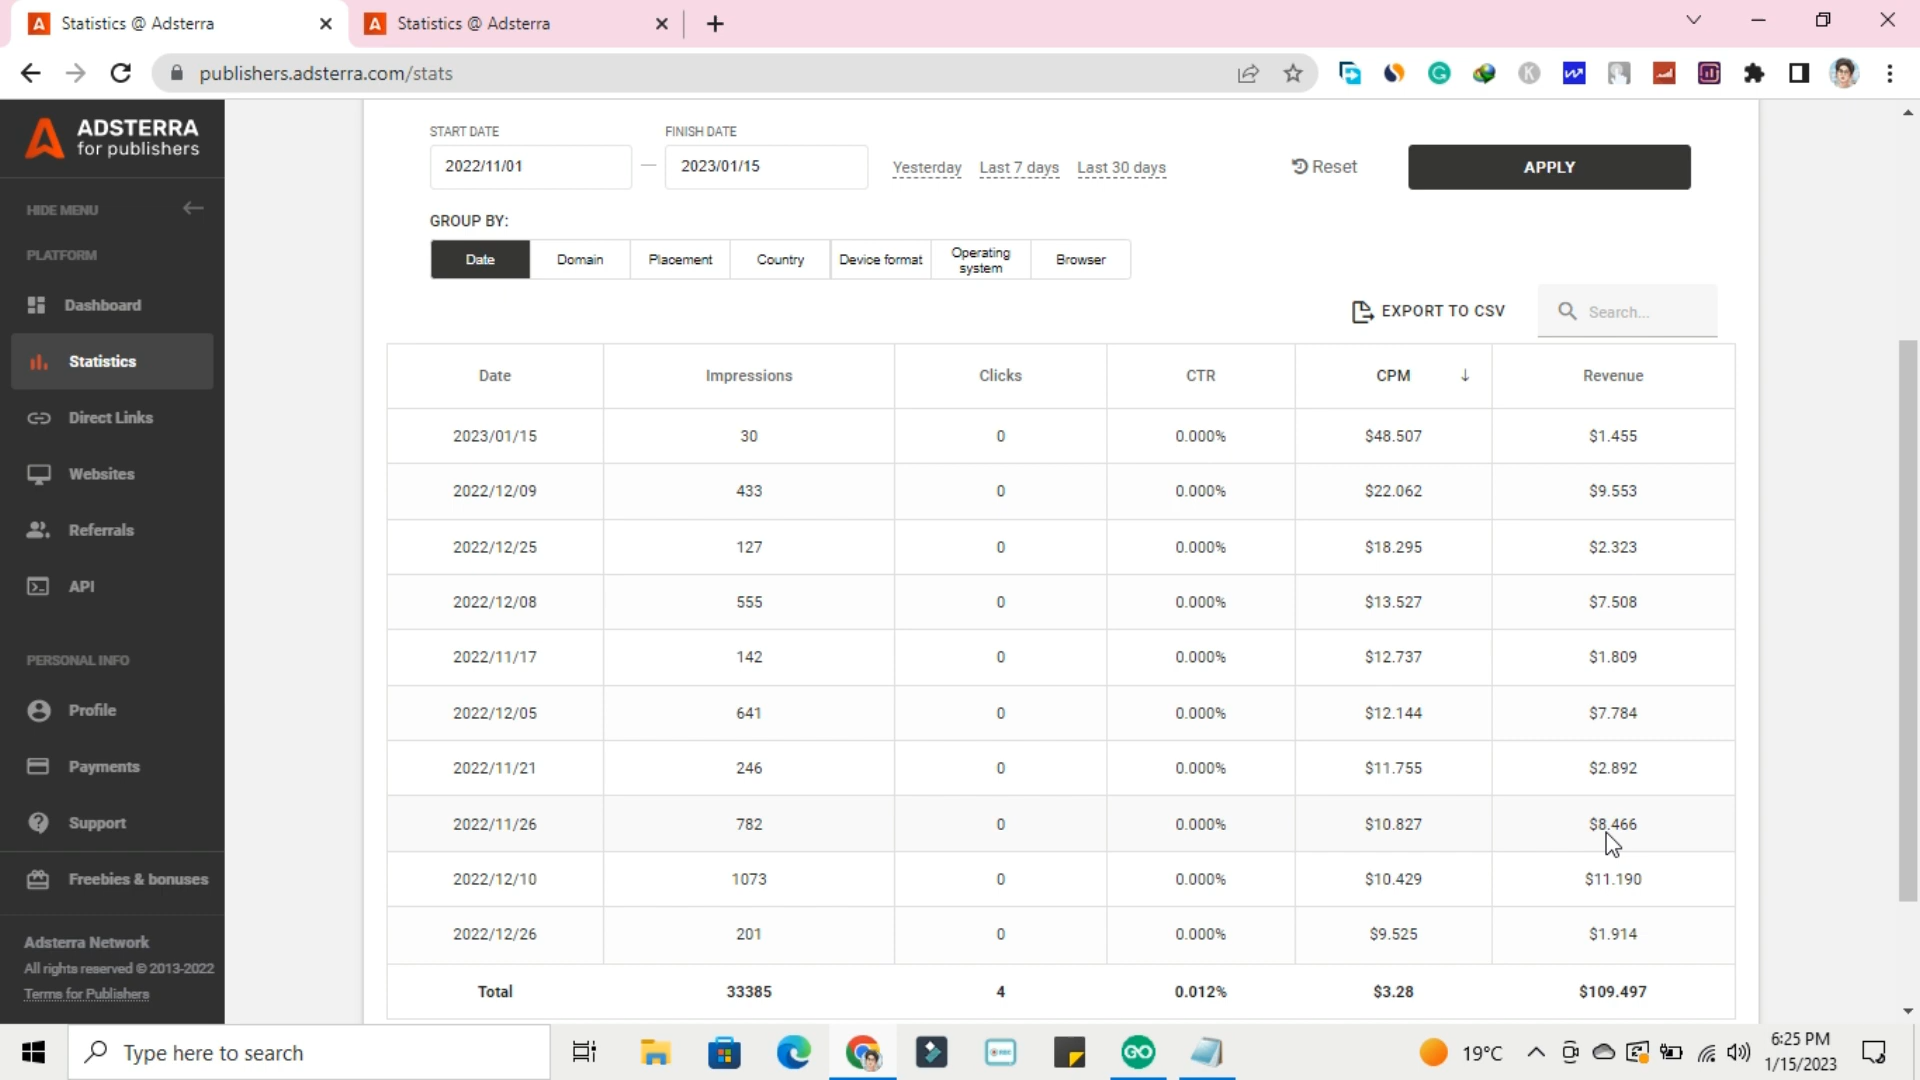 Statistics @ Adsterra
Statistics @ Adsterra
publishers.adsterra.com/stats
ADSTERRA
for publishers
HIDE MENU
PLATFORM
Dashboard
Statistics
Direct Links
Websites
Referrals
API
PERSONAL INFO
Profile
Payments
Support
Freebies & bonuses
Adsterra Network
All rights reserved © 2013-2022
Terms for Publishers
START DATE FINISH DATE
2022/11/01 — 2023/01/15 Yesterday Last 7 days Last 30 days Reset APPLY
GROUP BY:
Date Domain Placement Country Device format Operating system Browser
EXPORT TO CSV Search...
Date Impressions Clicks CTR CPM Revenue
2023/01/15 30 0 0.000% $48.507 $1.455
2022/12/09 433 0 0.000% $22.062 $9.553
2022/12/25 127 0 0.000% $18.295 $2.323
2022/12/08 555 0 0.000% $13.527 $7.508
2022/11/17 142 0 0.000% $12.737 $1.809
2022/12/05 641 0 0.000% $12.144 $7.784
2022/11/21 246 0 0.000% $11.755 $2.892
2022/11/26 782 0 0.000% $10.827 $8.466
2022/12/10 1073 0 0.000% $10.429 $11.190
2022/12/26 201 0 0.000% $9.525 $1.914
Total 33385 4 0.012% $3.28 $109.497
Type here to search
GO
19°C
6:25 PM
1/15/2023